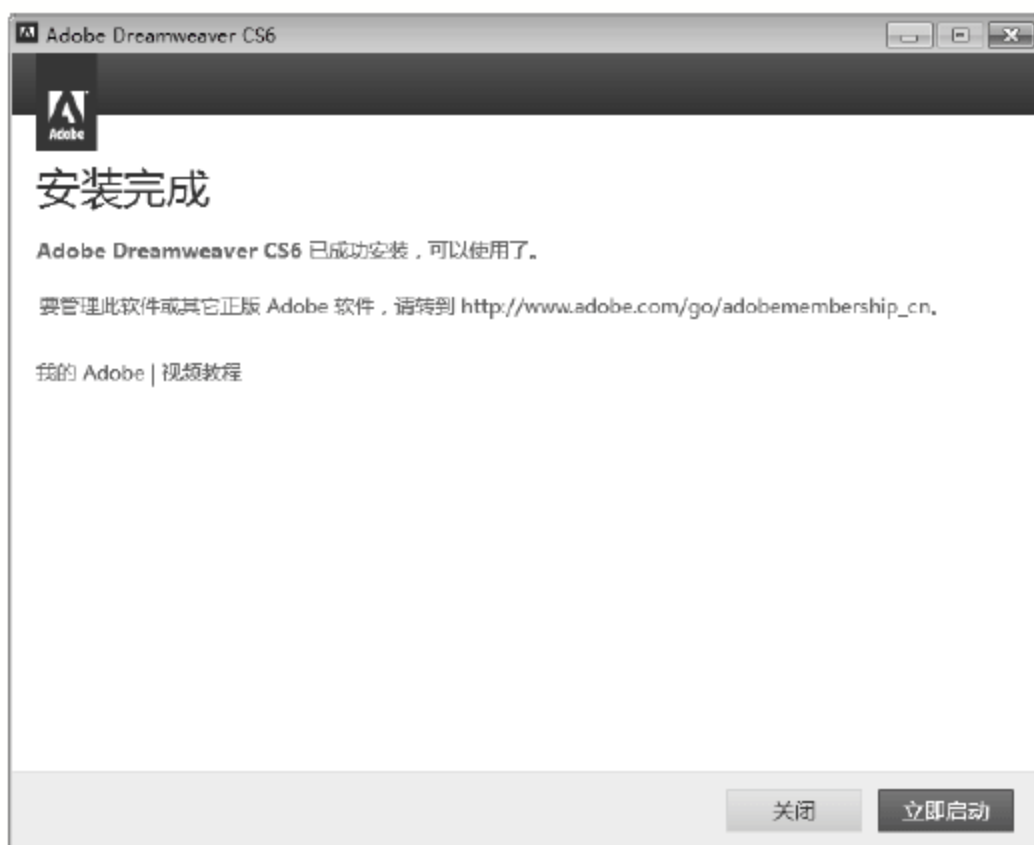 Adobe Dreamweaver CS6
Adobe
安装完成
Adobe Dreamweaver CS6 已成功安装，可以使用了。
要管理此软件或其它正版 Adobe 软件，请转到 http://www.adobe.com/go/adobemembership_cn。
我的 Adobe | 视频教程
关闭
立即启动